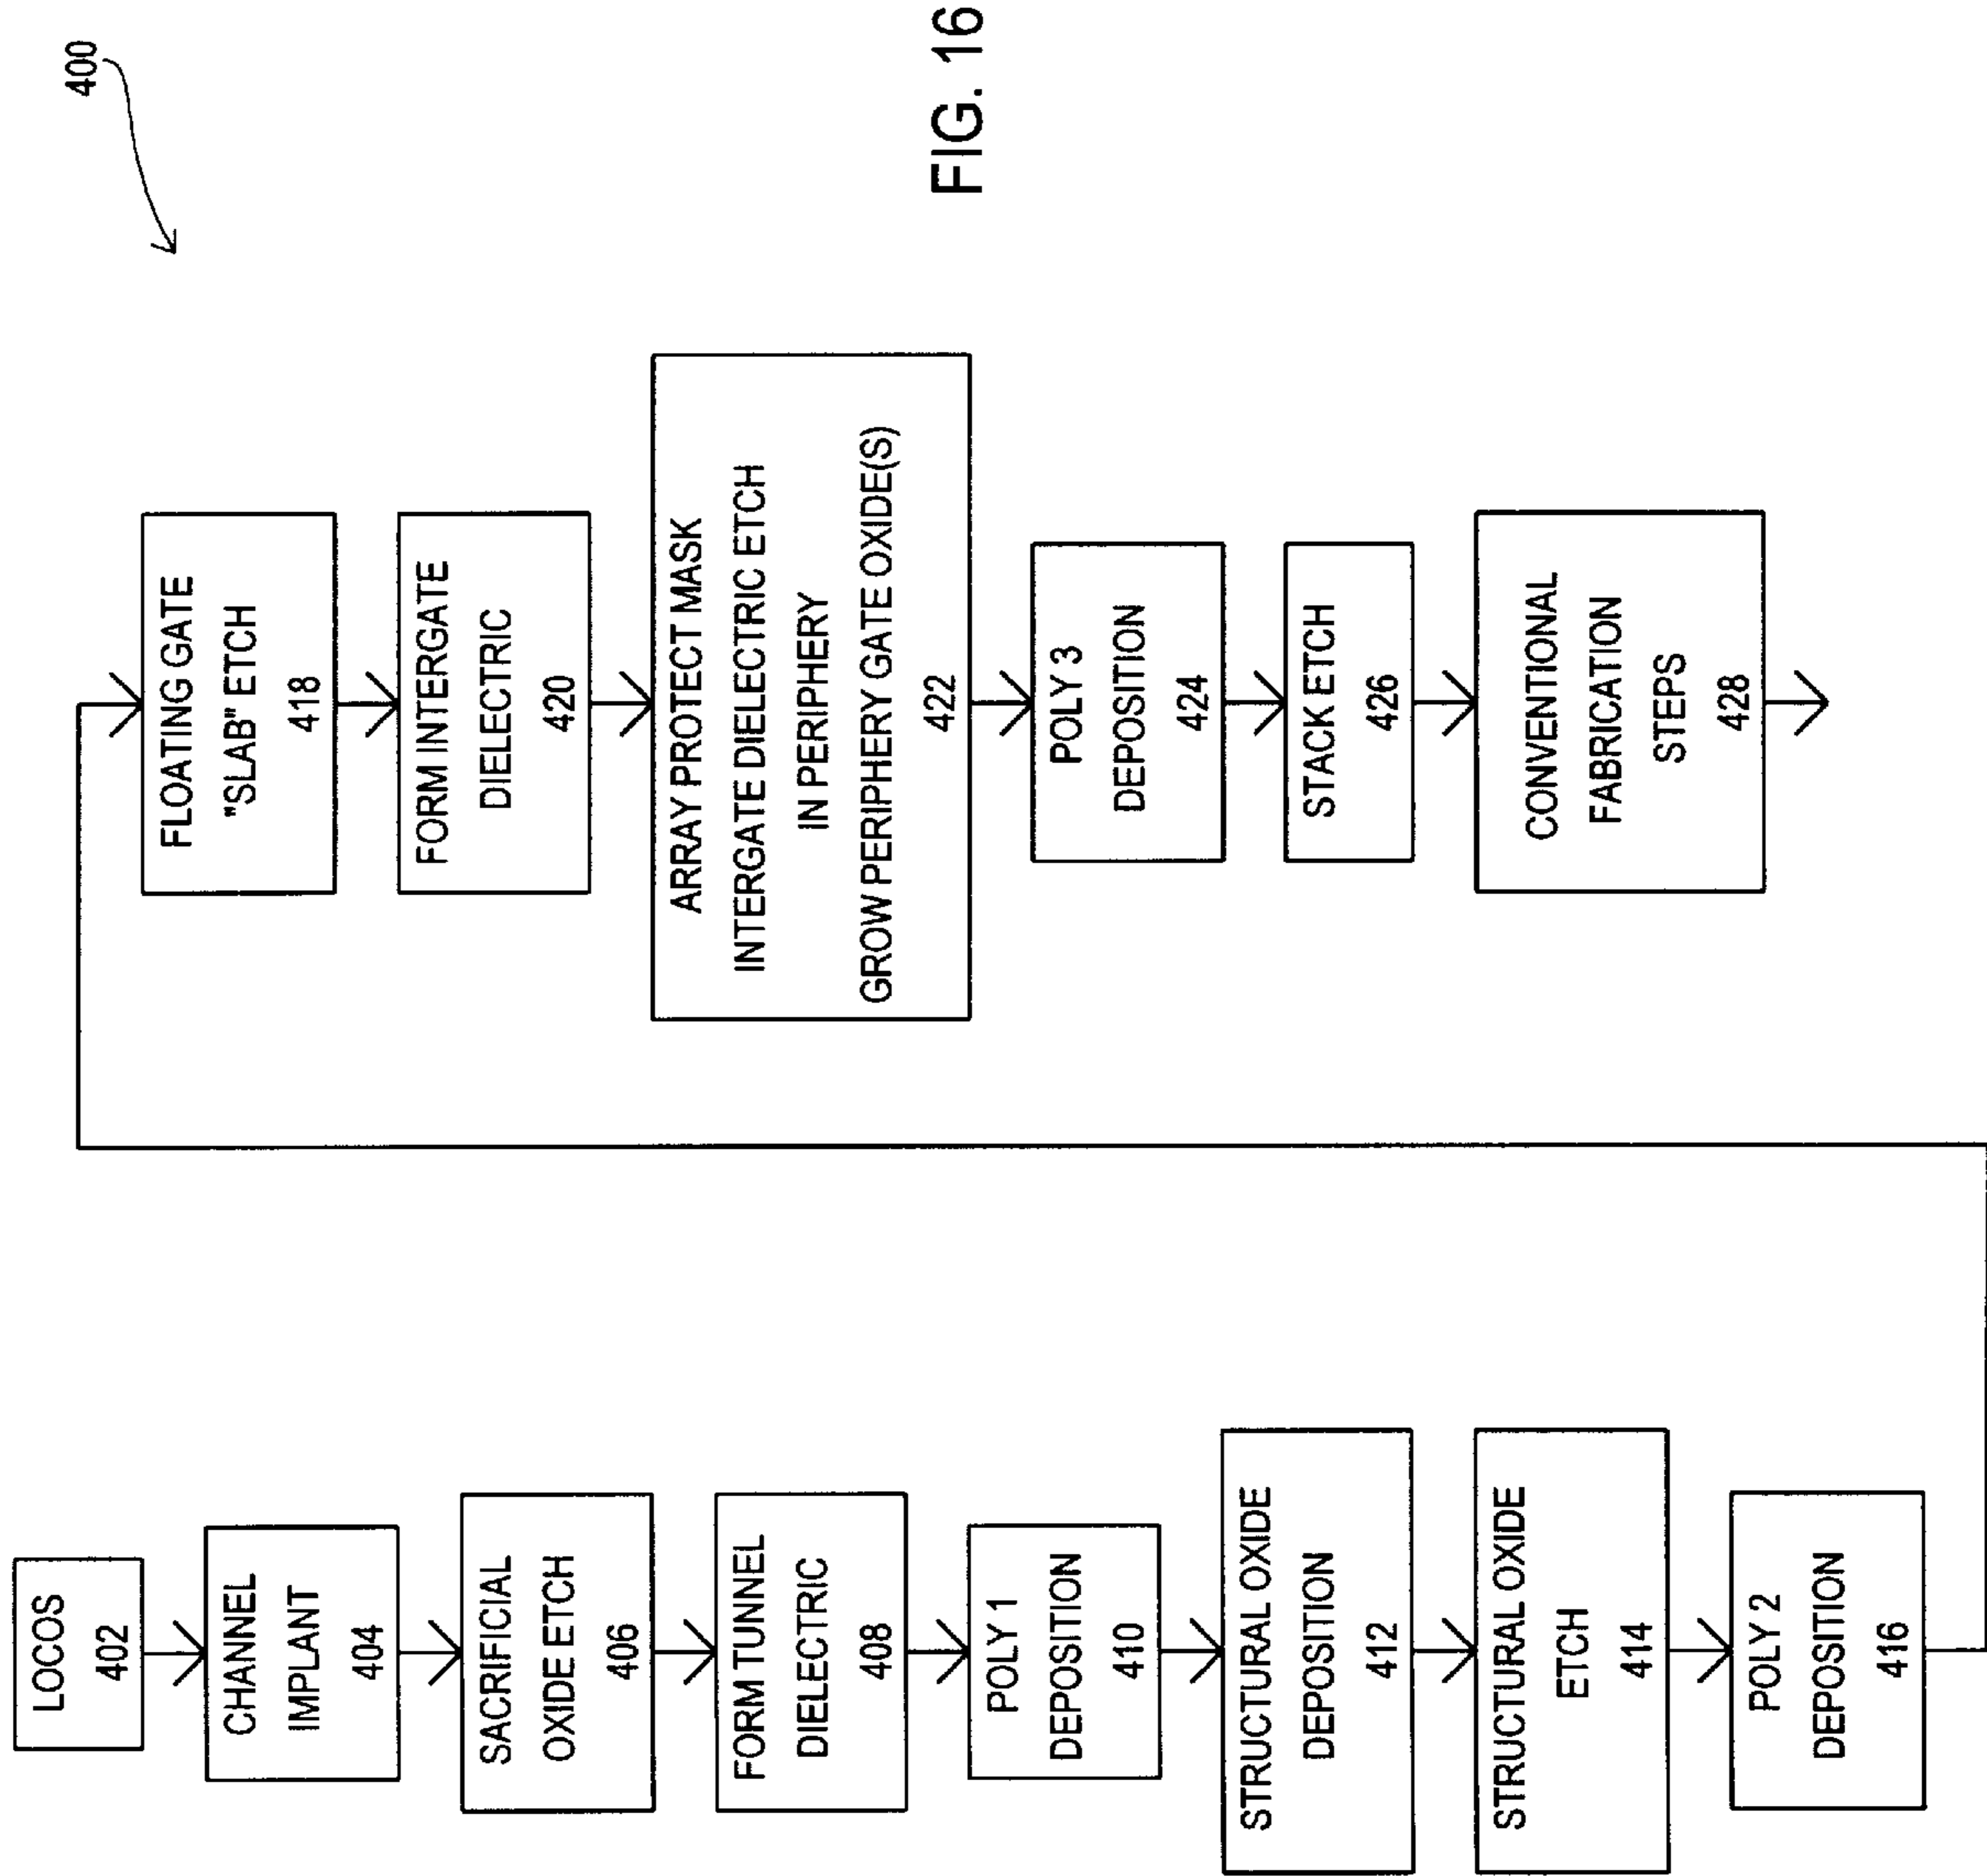 400
LOCOS
402
CHANNEL
IMPLANT
404
SACRIFICIAL
OXIDE ETCH
406
FORM TUNNEL
DIELECTRIC
408
POLY 1
DEPOSITION
410
STRUCTURAL OXIDE
DEPOSITION
412
STRUCTURAL OXIDE
ETCH
414
POLY 2
DEPOSITION
416
FLOATING GATE
"SLAB" ETCH
418
FORM INTERGATE
DIELECTRIC
420
ARRAY PROTECT MASK
INTERGATE DIELECTRIC ETCH
IN PERIPHERY
GROW PERIPHERY GATE OXIDE(S)
422
POLY 3
DEPOSITION
424
STACK ETCH
426
CONVENTIONAL
FABRICATION
STEPS
428
FIG. 16